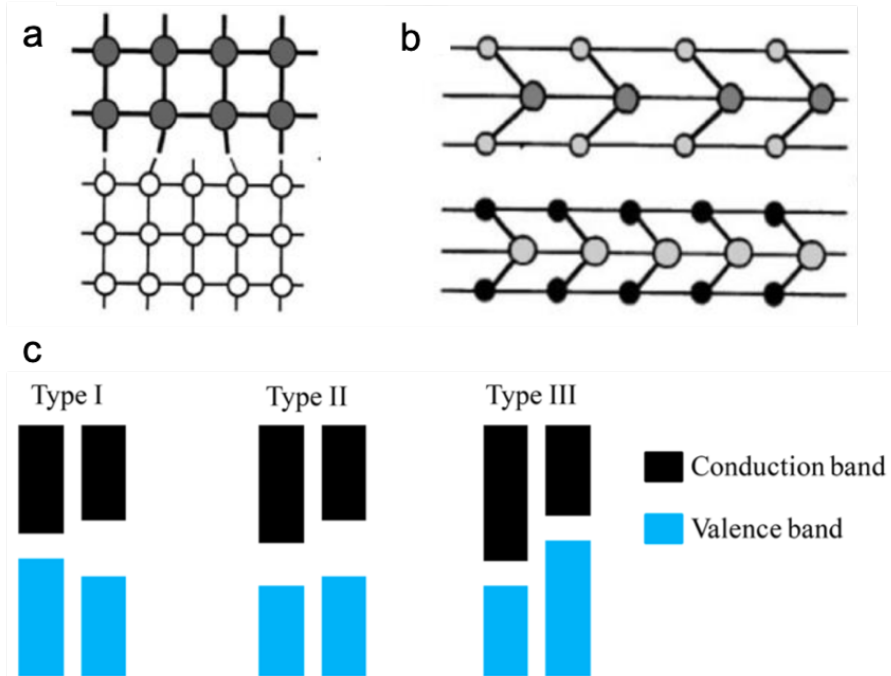 a
b
c
Type I
Type II
Type III
Conduction band
Valence band